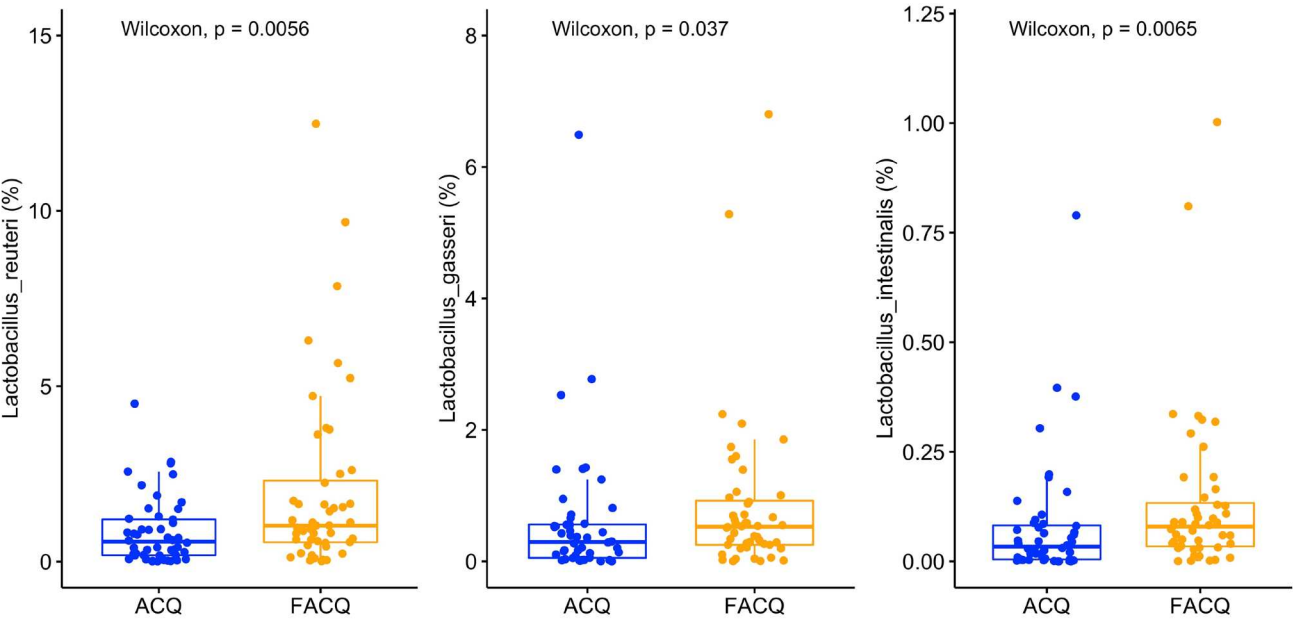 Wilcoxon, p = 0.0056
Lactobacillus_reuteri (%)
15
10
5
0
ACQ
FACQ
Wilcoxon, p = 0.037
Lactobacillus_gasseri (%)
8
6
4
2
0
ACQ
FACQ
Wilcoxon, p = 0.0065
Lactobacillus_intestinalis (%)
1.25
1.00
0.75
0.50
0.25
0.00
ACQ
FACQ